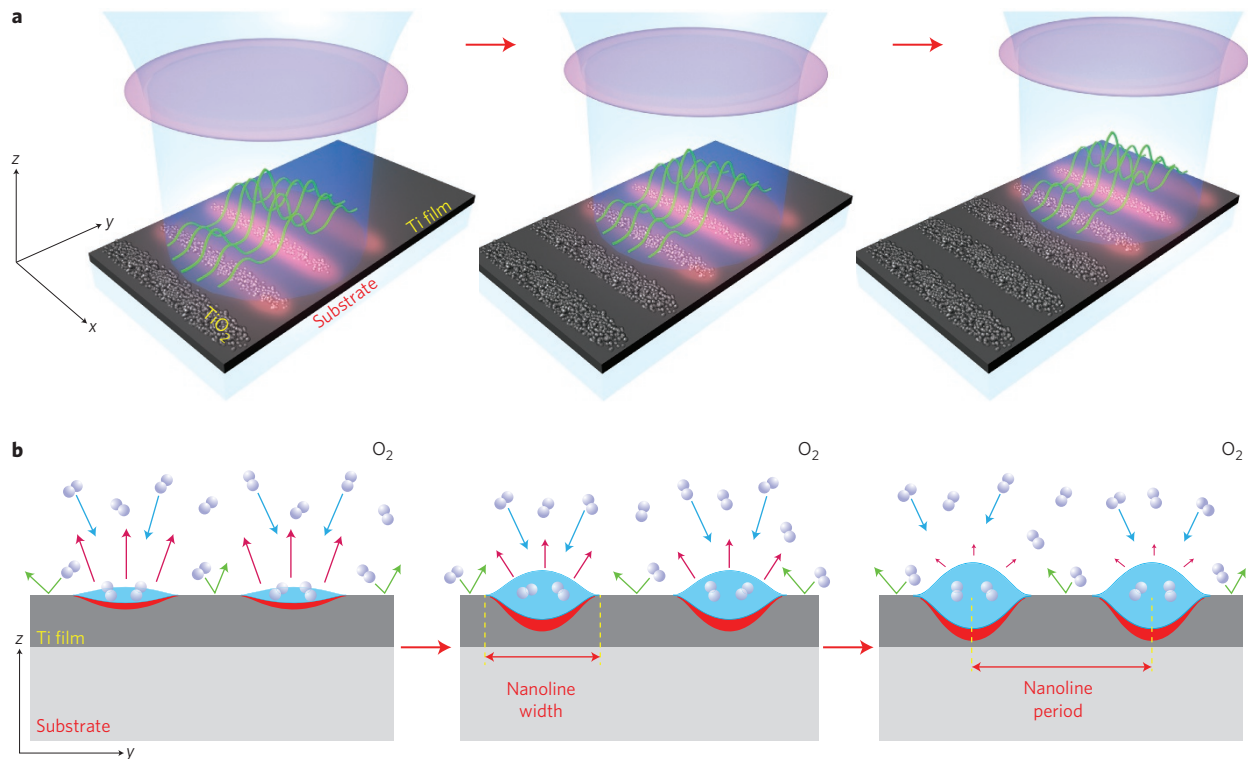 a
z
y
x
Ti film
Substrate
TiO₂
b
O₂
O₂
O₂
z
Ti film
Nanoline
width
Nanoline
period
Substrate
y